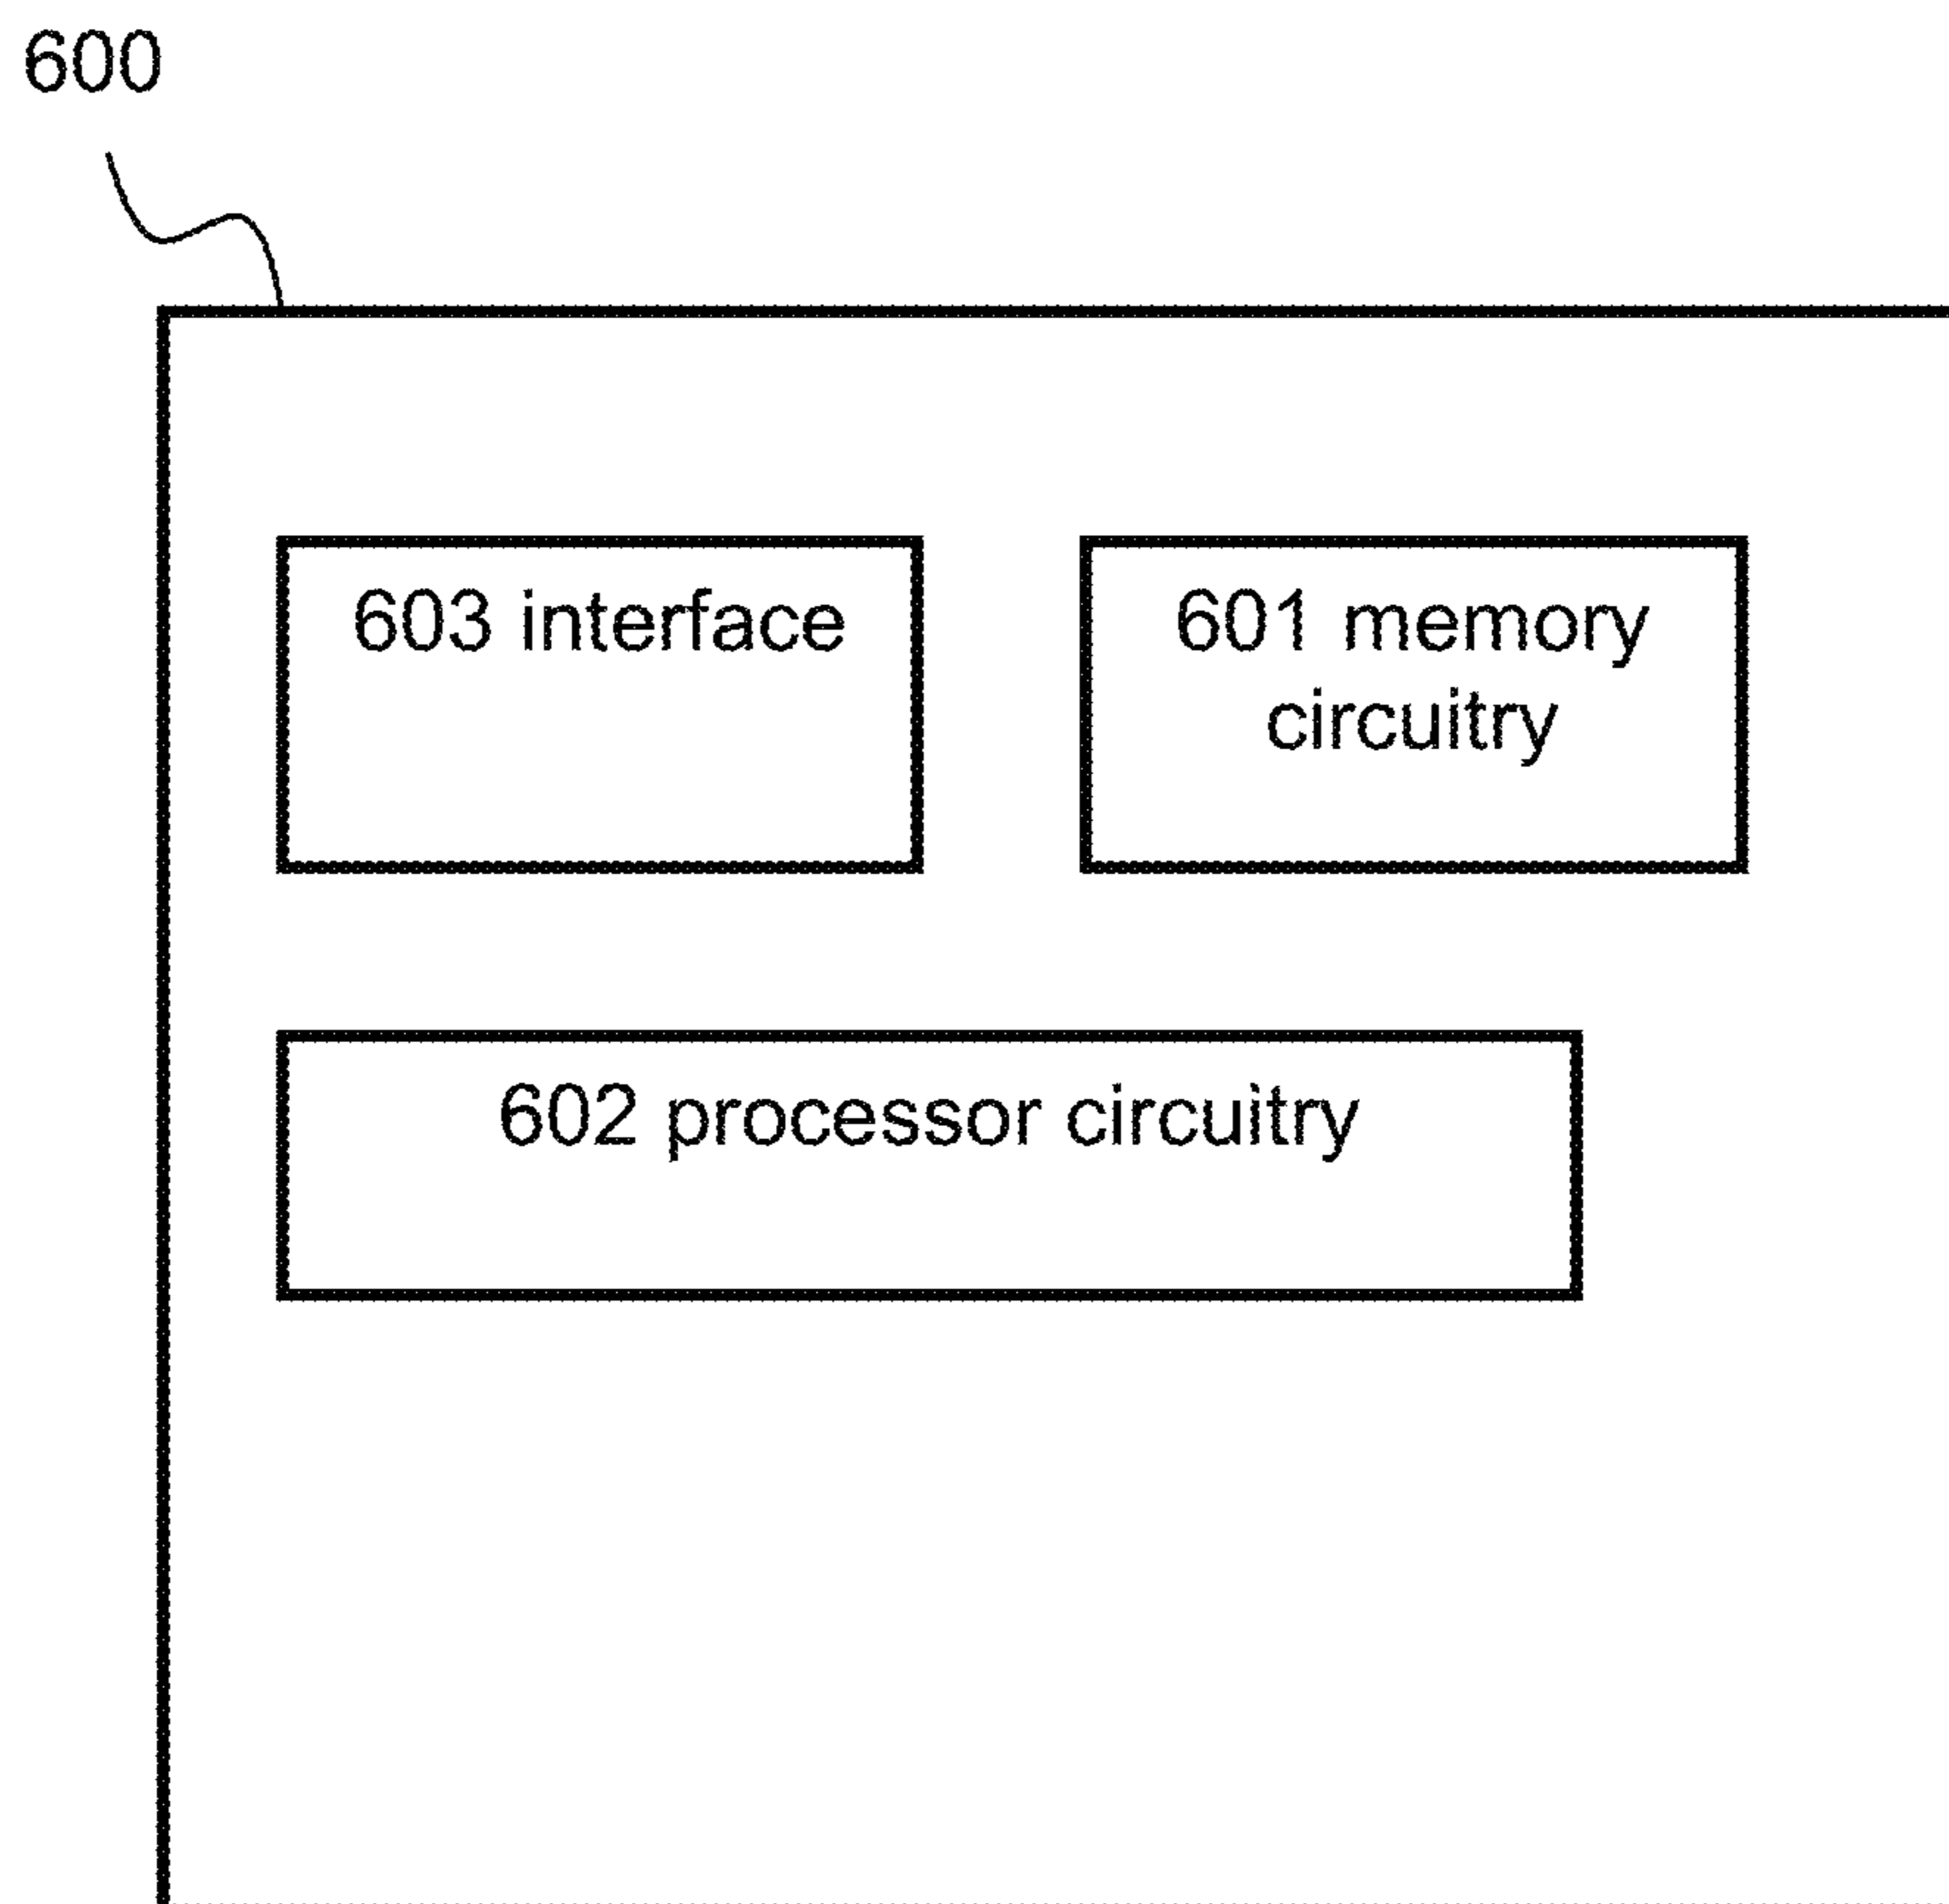 600
603 interface
601 memory
circuitry
602 processor circuitry